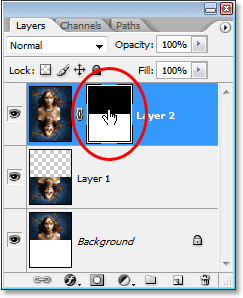 Layers Channels Paths
Normal Opacity: 100%
Lock: Fill: 100%
Layer 2
Layer 1
Background